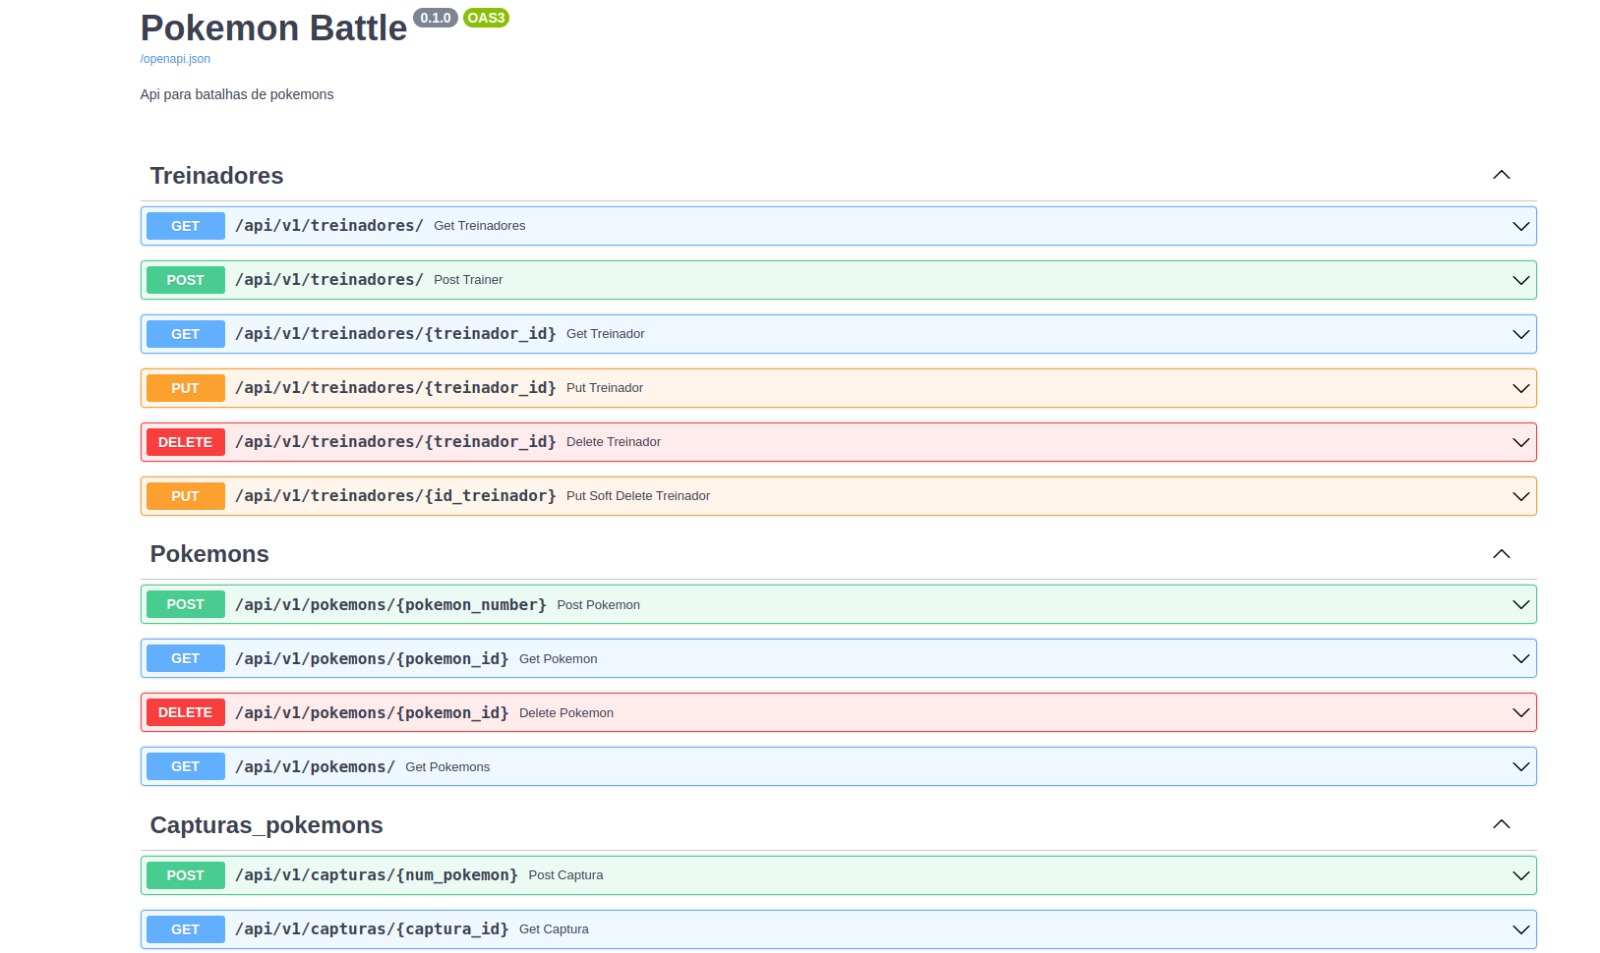 Pokemon Battle 0.1.0 OAS3
/openapi.json
Api para batalhas de pokemons
Treinadores
GET /api/v1/treinadores/ Get Treinadores
POST /api/v1/treinadores/ Post Trainer
GET /api/v1/treinadores/{treinador_id} Get Treinador
PUT /api/v1/treinadores/{treinador_id} Put Treinador
DELETE /api/v1/treinadores/{treinador_id} Delete Treinador
PUT /api/v1/treinadores/{id_treinador} Put Soft Delete Treinador
Pokemons
POST /api/v1/pokemons/{pokemon_number} Post Pokemon
GET /api/v1/pokemons/{pokemon_id} Get Pokemon
DELETE /api/v1/pokemons/{pokemon_id} Delete Pokemon
GET /api/v1/pokemons/ Get Pokemons
Capturas_pokemons
POST /api/v1/capturas/{num_pokemon} Post Captura
GET /api/v1/capturas/{captura_id} Get Captura